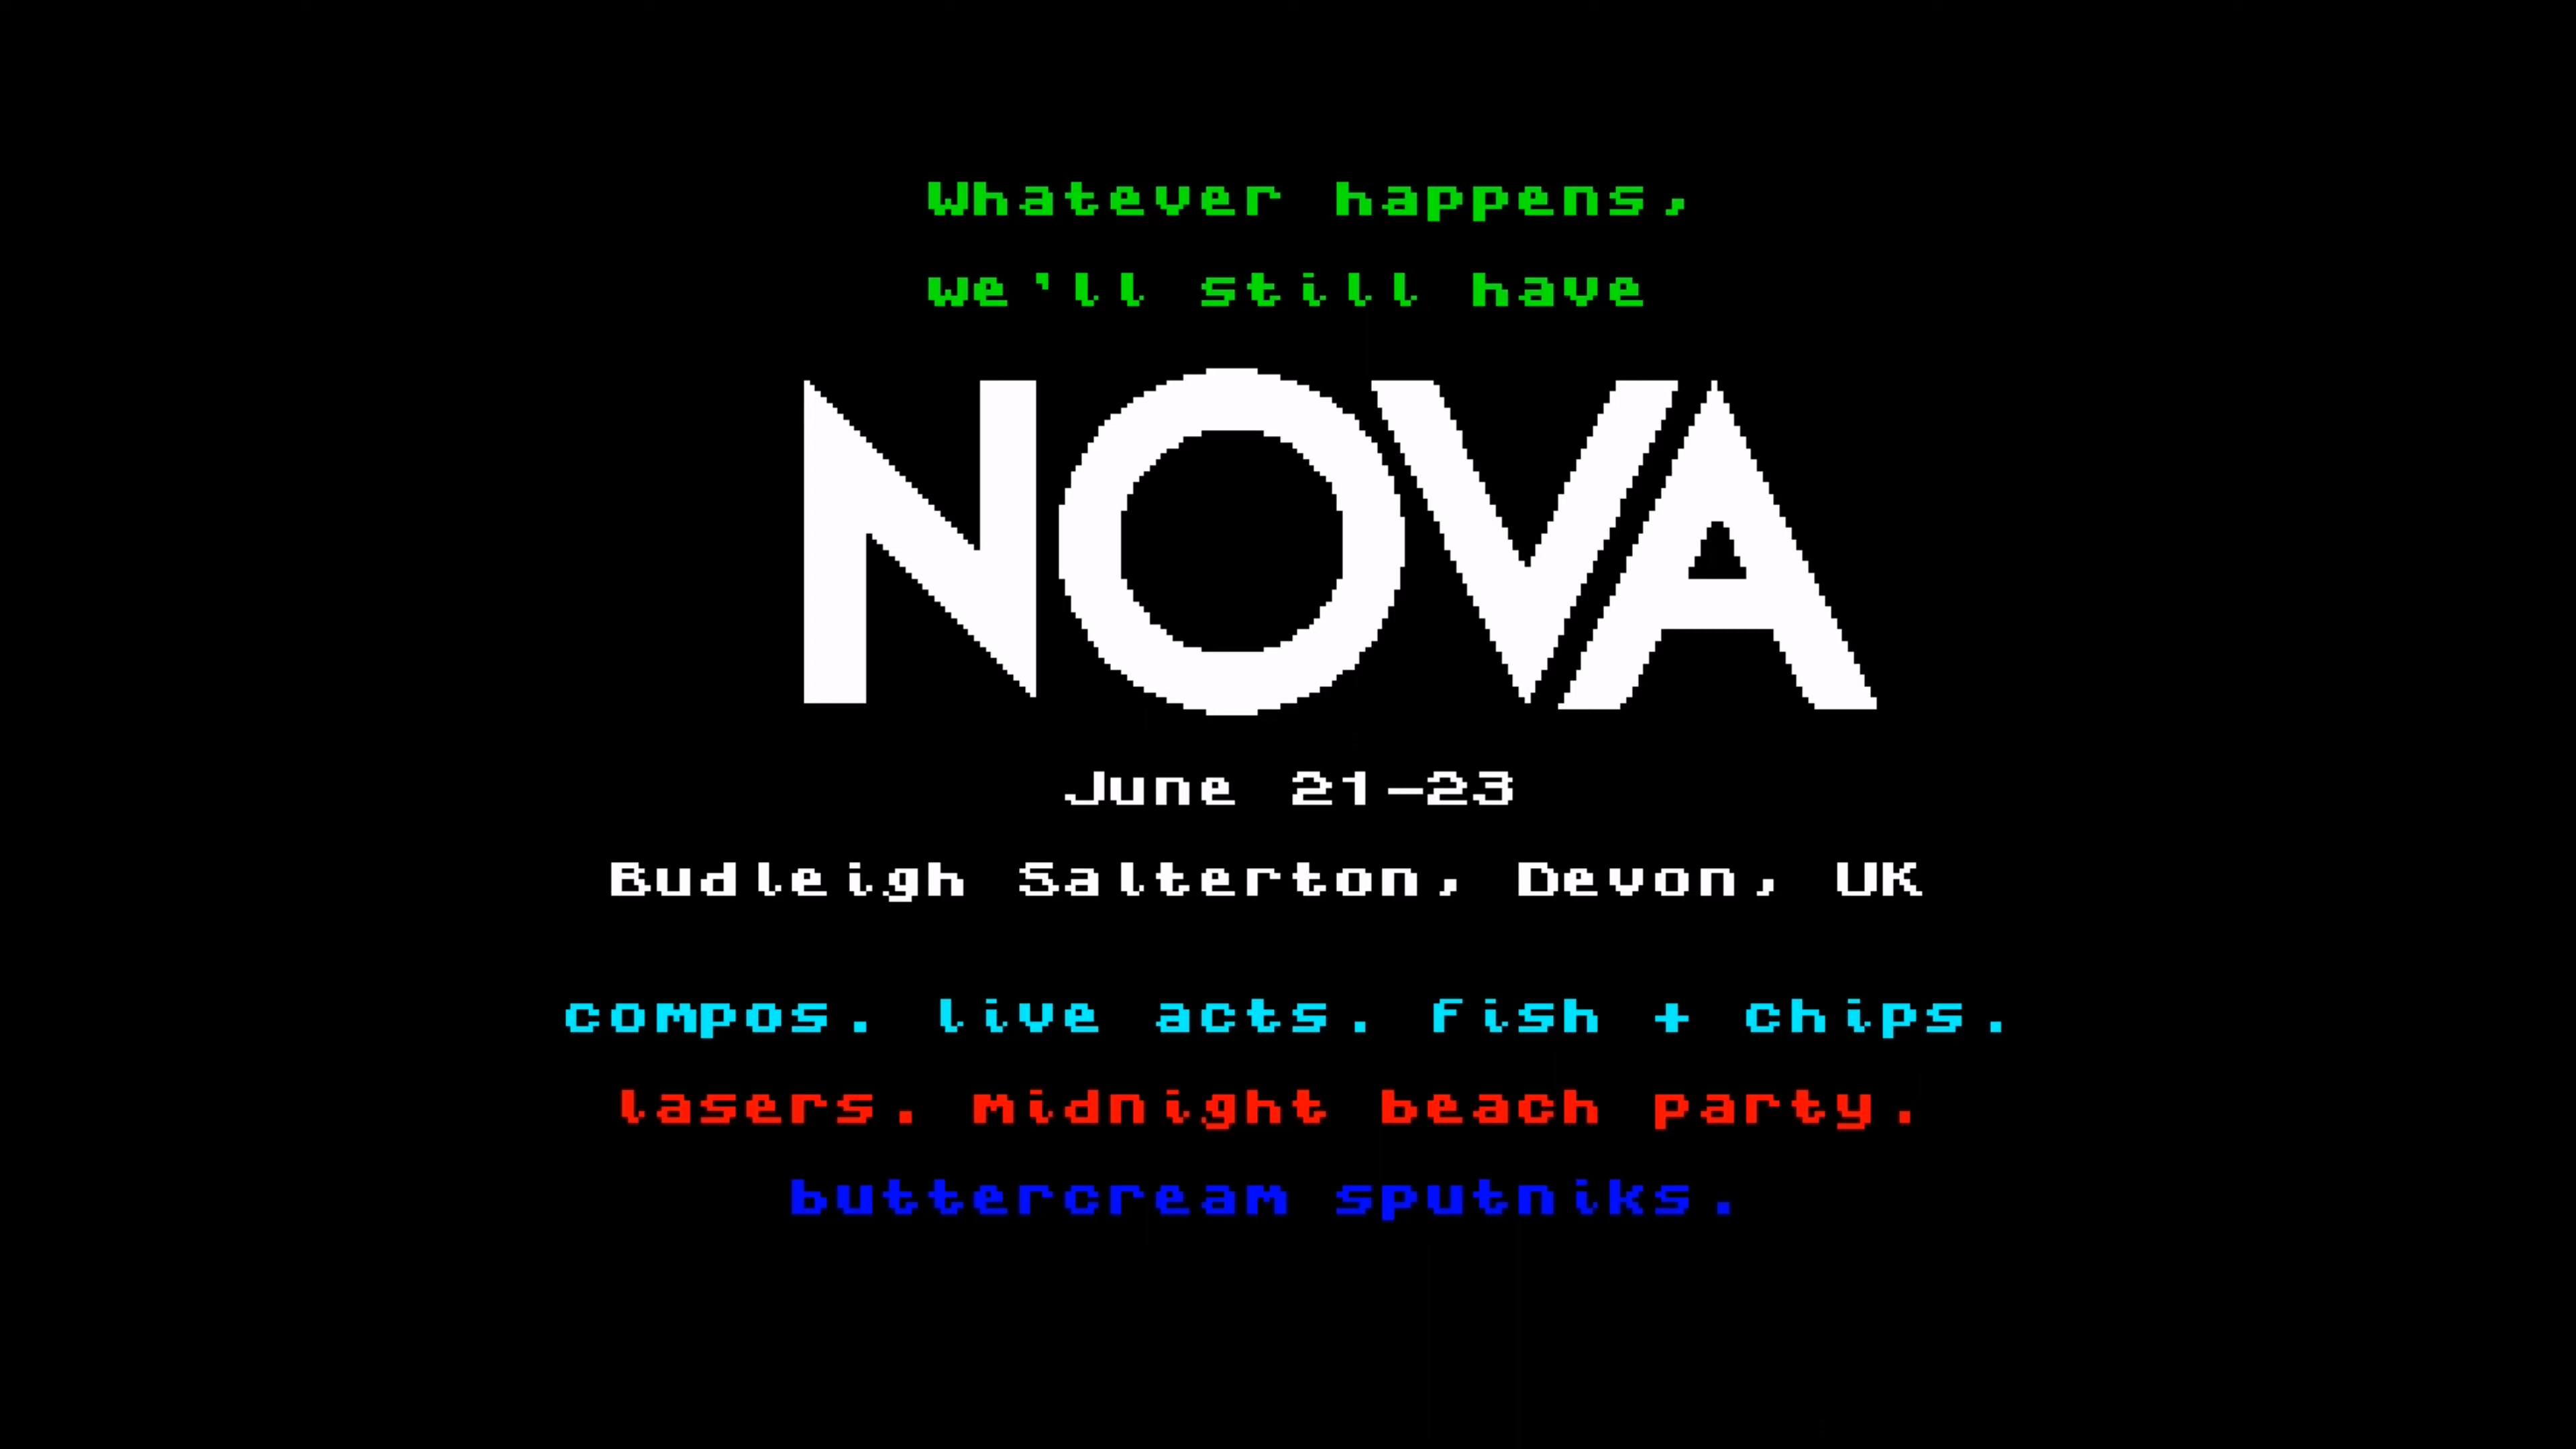 Whatever happens,
we'll still have
NOVA
June 21-23
Budleigh Salterton, Devon, UK
compos. live acts. fish + chips.
lasers. midnight beach party.
buttercream sputniks.